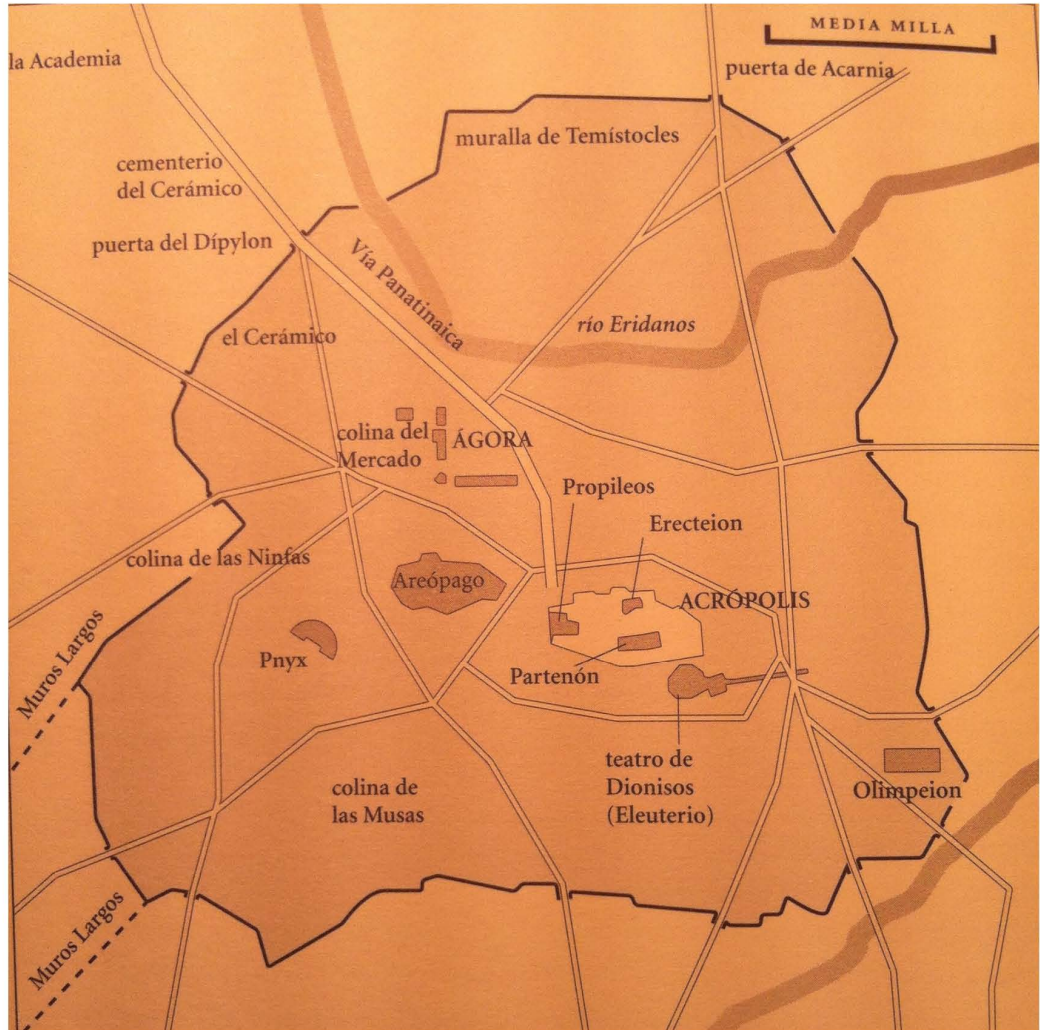 MEDIA MILLA
la Academia
puerta de Acarnia
muralla de Temístocles
cementerio
del Cerámico
puerta del Dípylon
Vía Panatinaica
río Eridanos
el Cerámico
colina del
Mercado
ÁGORA
Propileos
Erecteion
colina de las Ninfas
Areópago
ACRÓPOLIS
Muros Largos
Pnyx
Partenón
teatro de
Dionisos
(Eleuterio)
colina de
las Musas
Olimpeion
Muros Largos